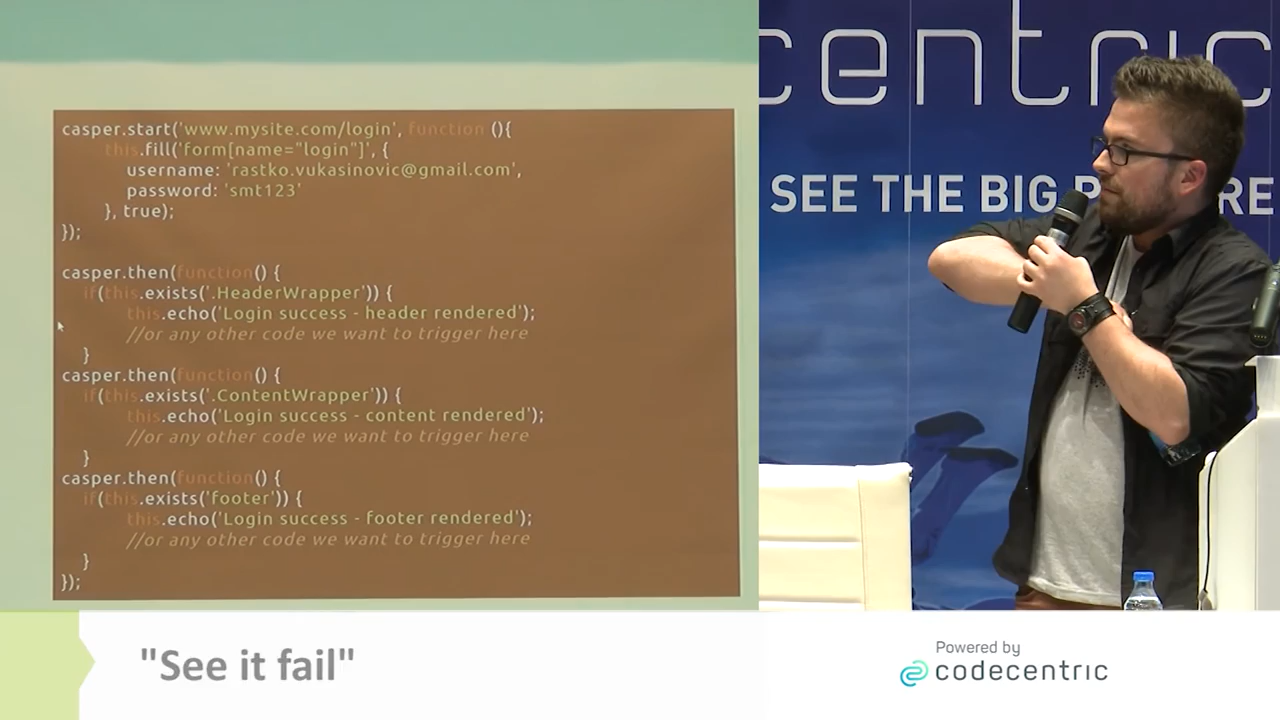 casper.start('www.mysite.com/login', function (){
this.fill('form[name="login"]', {
username: 'rastko.vukasinovic@gmail.com',
password: 'smt123'
}, true);
});
casper.then(function() {
if(this.exists('.HeaderWrapper')) {
this.echo('Login success - header rendered');
//or any other code we want to trigger here
}
casper.then(function() {
if(this.exists('.ContentWrapper')) {
this.echo('Login success - content rendered');
//or any other code we want to trigger here
}
casper.then(function() {
if(this.exists('footer')) {
this.echo('Login success - footer rendered');
//or any other code we want to trigger here
}
});
centric
SEE THE BIG
"See it fail"
Powered by
codecentric